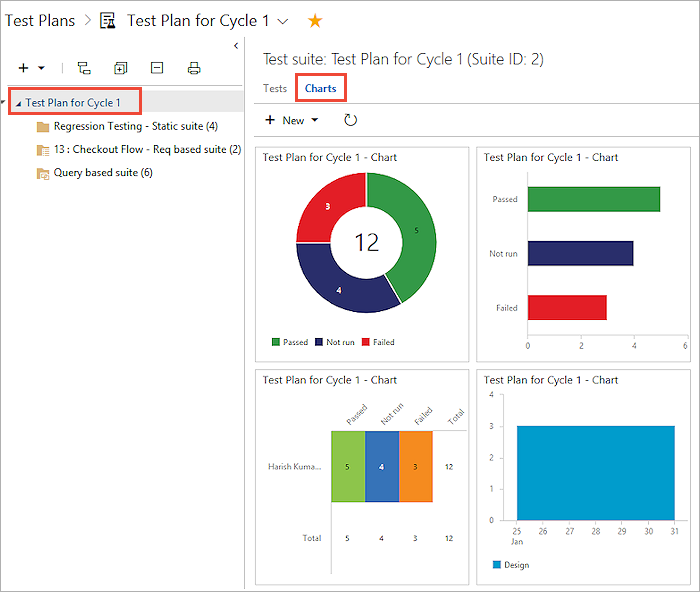 Test Plans > Test Plan for Cycle 1
Test Plan for Cycle 1
Regression Testing - Static suite (4)
13 : Checkout Flow - Req based suite (2)
Query based suite (6)
Test suite: Test Plan for Cycle 1 (Suite ID: 2)
Tests Charts
+ New
Test Plan for Cycle 1 - Chart
3
5
12
4
Passed Not run Failed
Test Plan for Cycle 1 - Chart
Passed
Not run
Failed
0 2 4 6
Test Plan for Cycle 1 - Chart
Passed Not run Failed Total
Harish Kuma... 5 4 3 12
Total 5 4 3 12
Test Plan for Cycle 1 - Chart
4
3
2
1
0
25 26 27 28 29 30 31
Jan
Design